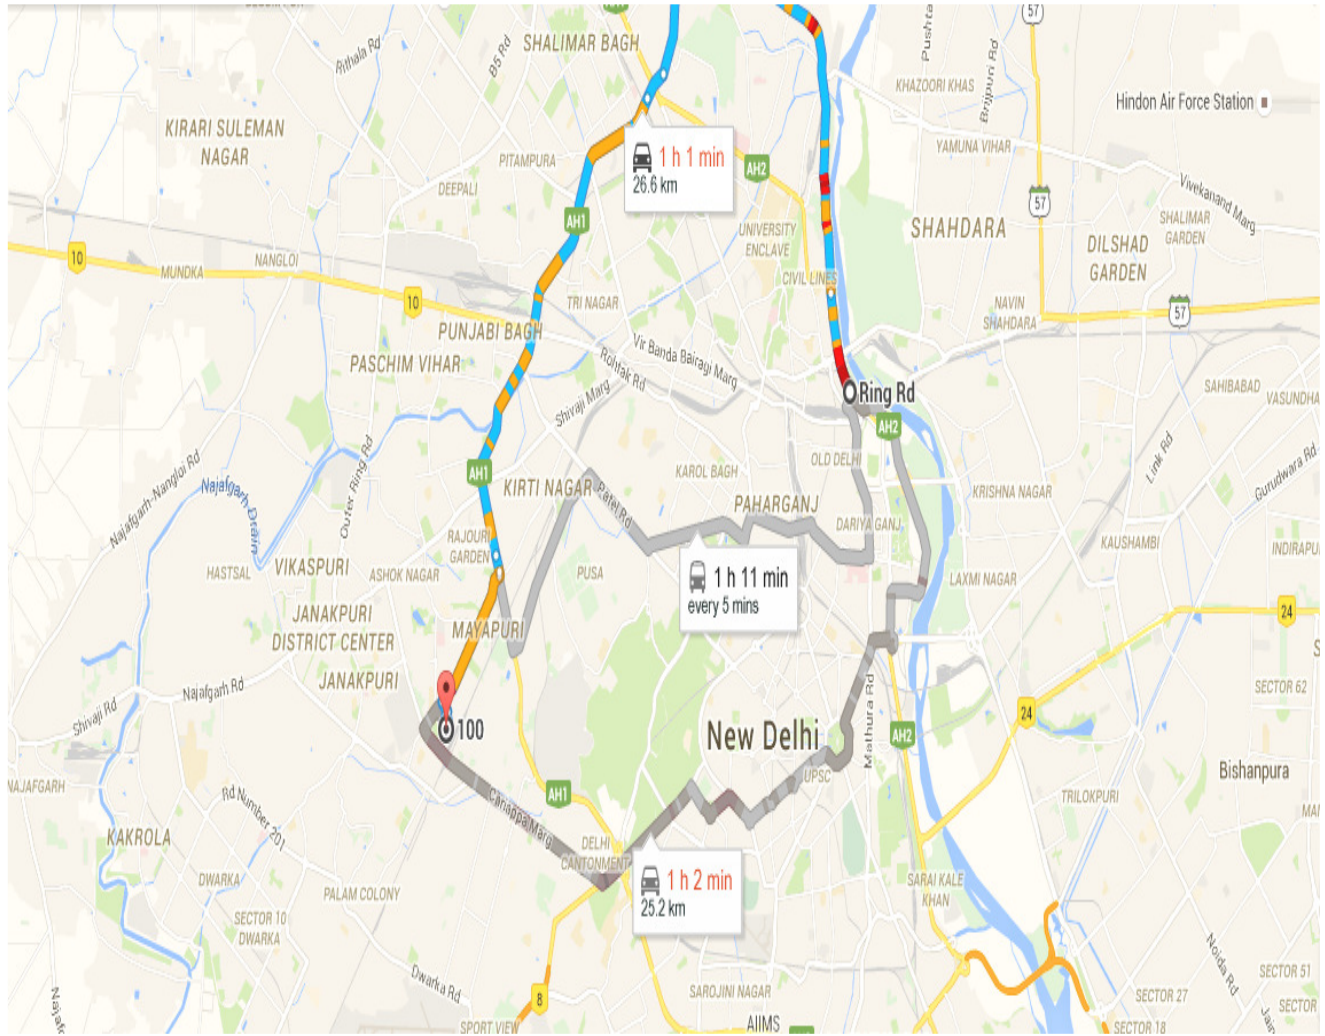 57
SHALIMAR BAGH
Rithala Rd
B5 Rd
Pushta
Brijpuri Rd
KHAZOORI KHAS
Hindon Air Force Station
KIRARI SULEMAN
NAGAR
PITAMPURA
1 h 1 min
26.6 km
AH2
YAMUNA VIHAR
Vivekanand Marg
DEEPALI
57
AH1
UNIVERSITY
ENCLAVE
SHAHDARA
SHALIMAR
GARDEN
DILSHAD
GARDEN
10
MUNDKA
NANGLOI
CIVIL LINES
10
TRI NAGAR
NAVIN
SHAHDARA
57
PUNJABI BAGH
PASCHIM VIHAR
Vir Banda Bairagi Marg
Rohtak Rd
Shivaji Marg
Ring Rd
SAHIBABAD
VASUNDHA
AH2
Najafgarh-Nangloi Rd
Outer Ring Rd
AH1
KIRTI NAGAR
KAROL BAGH
OLD DELHI
Link Rd
Gurudwara Rd
Najafgarh Drain
Patel Rd
PAHARGANJ
KRISHNA NAGAR
DARIYA GANJ
RAJOURI
GARDEN
KAUSHAMBI
INDIRAPU
HASTSAL
VIKASPURI
ASHOK NAGAR
PUSA
1 h 11 min
every 5 mins
LAXMI NAGAR
JANAKPURI
DISTRICT CENTER
MAYAPURI
24
JANAKPURI
Najafgarh Rd
Shivaji Rd
SECTOR 62
100
New Delhi
Mathura Rd
AH2
24
UPSC
Bishanpura
NAJAFGARH
Rd Number 201
AH1
Cariappa Marg
TRILOKPURI
KAKROLA
DELHI
CANTONMENT
1 h 2 min
25.2 km
DWARKA
PALAM COLONY
SARAI KALE
KHAN
SECTOR 10
DWARKA
Dwarka Rd
Noida Rd
SECTOR 51
8
SAROJINI NAGAR
SECTOR 27
SPORT VIEW
AIIMS
SECTOR 18